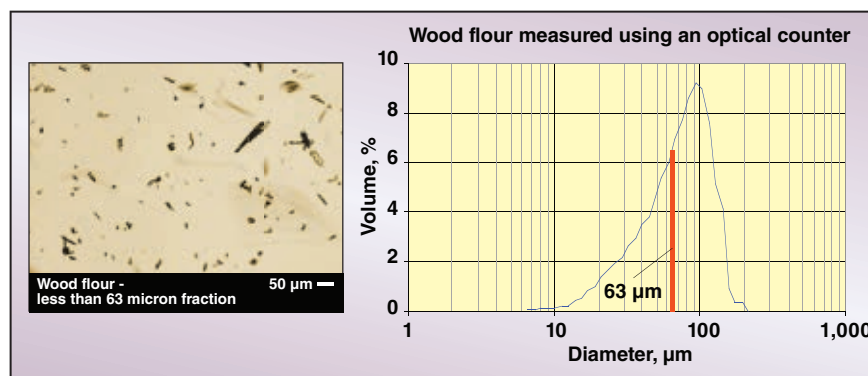 Wood flour measured using an optical counter
Wood flour -
less than 63 micron fraction
50 µm
Volume, %
10
8
6
4
2
0
63 µm
1
10
100
1,000
Diameter, µm